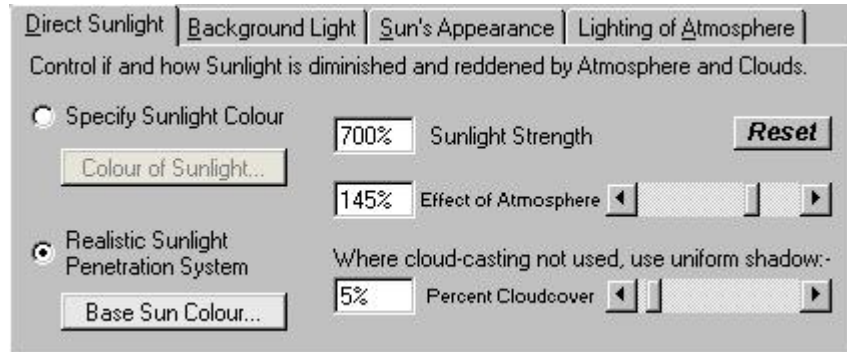 Direct Sunlight Background Light Sun's Appearance Lighting of Atmosphere
Control if and how Sunlight is diminished and reddened by Atmosphere and Clouds.
Specify Sunlight Colour
700% Sunlight Strength Reset
Colour of Sunlight...
145% Effect of Atmosphere
Realistic Sunlight
Penetration System
Where cloud-casting not used, use uniform shadow:-
5% Percent Cloudcover
Base Sun Colour...